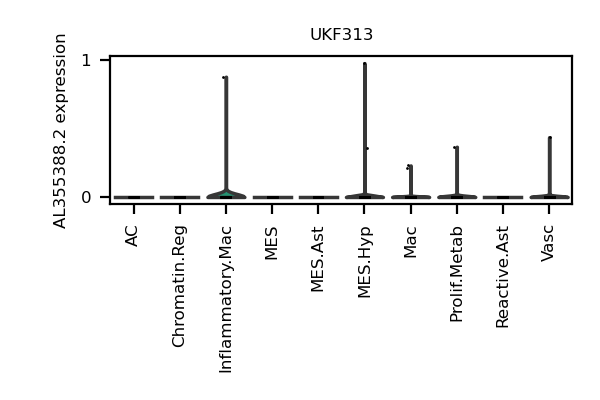 UKF313
AL355388.2 expression
1
0
AC
Chromatin.Reg
Inflammatory.Mac
MES
MES.Ast
MES.Hyp
Mac
Prolif.Metab
Reactive.Ast
Vasc